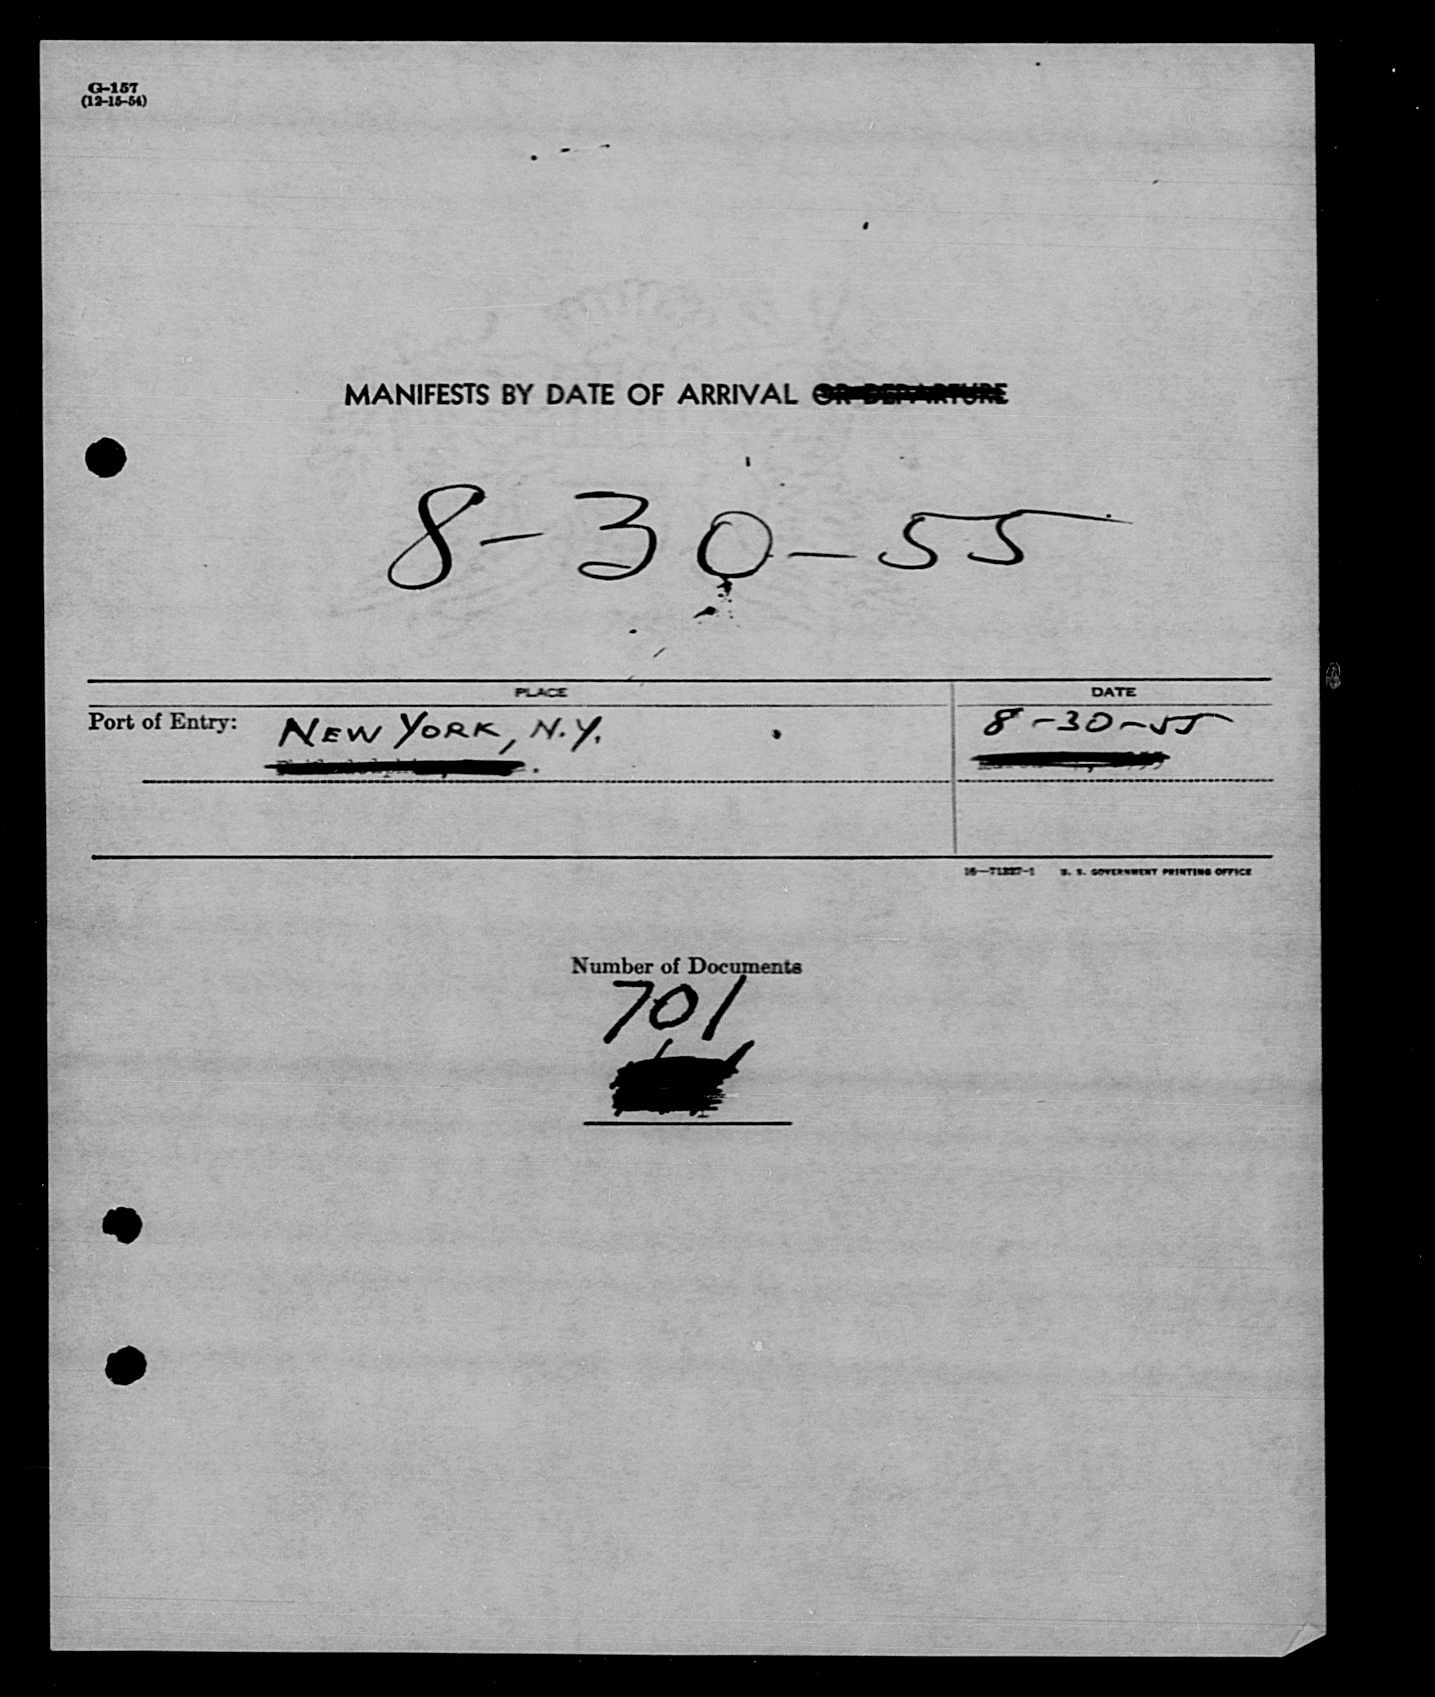 G-157
(12-15-54)
MANIFESTS BY DATE OF ARRIVAL OR DEPARTURE
8-30-55
PLACE DATE
Port of Entry: NEW YORK, N.Y. 8-30-55
16—71227-1 U. S. GOVERNMENT PRINTING OFFICE
Number of Documents
701